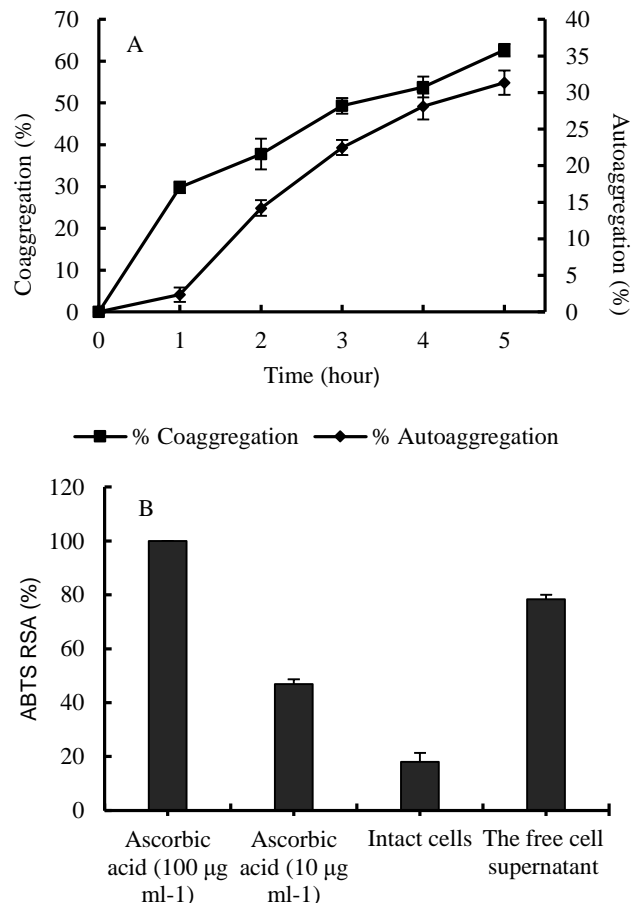 A
Coaggregation (%)
70
60
50
40
30
20
10
0
Autoaggregation (%)
40
35
30
25
20
15
10
5
0
0 1 2 3 4 5
Time (hour)
% Coaggregation % Autoaggregation
B
ABTS RSA (%)
120
100
80
60
40
20
0
Ascorbic acid (100 µg ml-1)
Ascorbic acid (10 µg ml-1)
Intact cells
The free cell supernatant